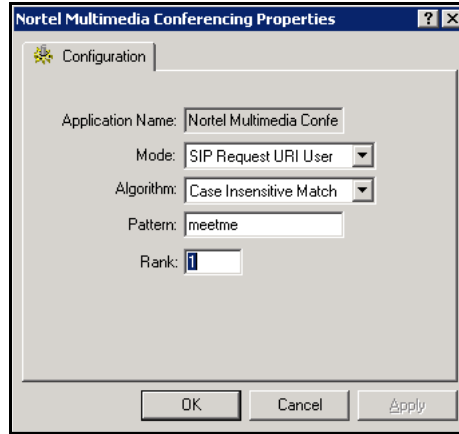 Nortel Multimedia Conferencing Properties
Configuration
Application Name: Nortel Multimedia Confe
Mode: SIP Request URI User
Algorithm: Case Insensitive Match
Pattern: meetme
Rank: 1
OK Cancel Apply